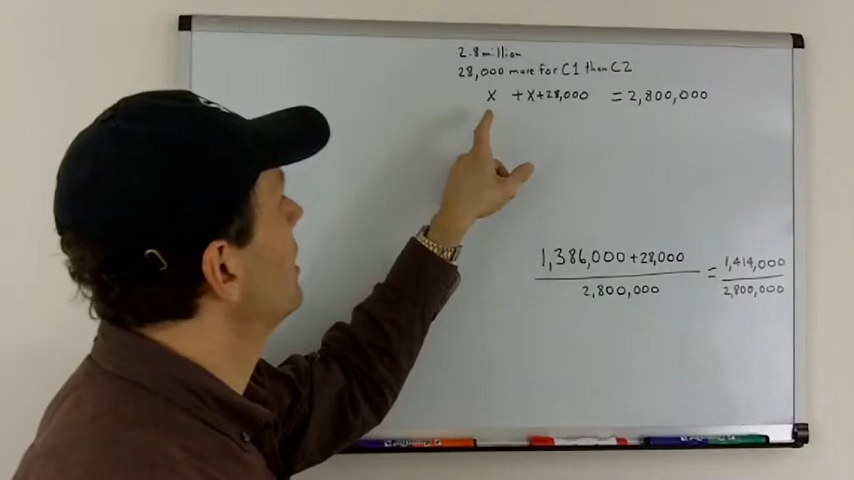 2.8 million
28,000 more for C1 then C2
X + X + 28,000 = 2,800,000
1,386,000 + 28,000 = 1,414,000
2,800,000 2,800,000